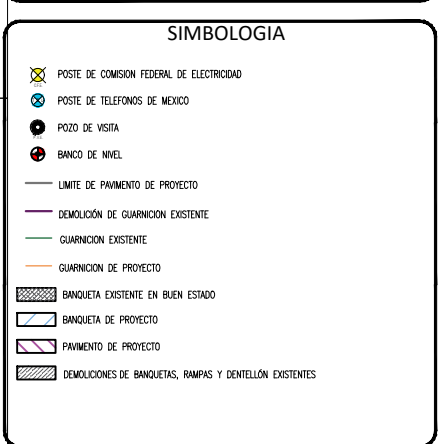 SIMBOLOGIA
POSTE DE COMISION FEDERAL DE ELECTRICIDAD
POSTE DE TELEFONOS DE MEXICO
POZO DE VISITA
BANCO DE NIVEL
LIMITE DE PAVIMENTO DE PROYECTO
DEMOLICIÓN DE GUARNICION EXISTENTE
GUARNICION EXISTENTE
GUARNICION DE PROYECTO
BANQUETA EXISTENTE EN BUEN ESTADO
BANQUETA DE PROYECTO
PAVIMENTO DE PROYECTO
DEMOLICIONES DE BANQUETAS, RAMPAS Y DENTELLÓN EXISTENTES